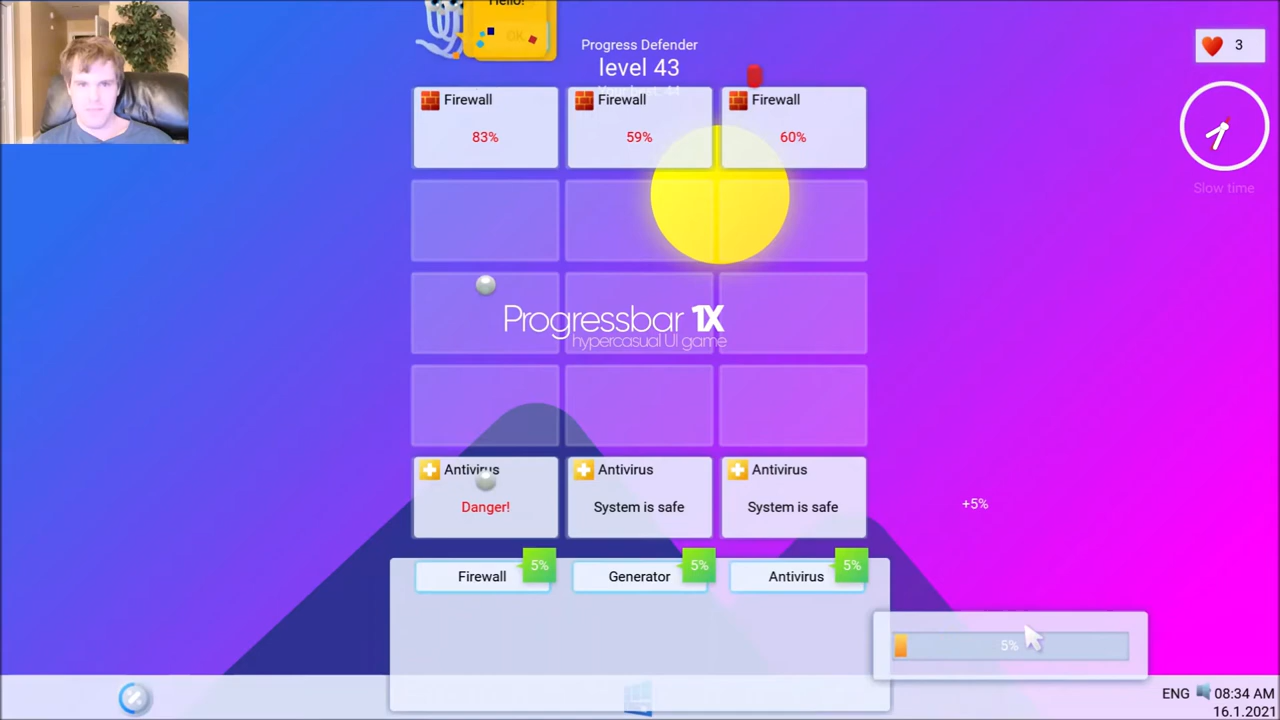 Hello!
OK
Progress Defender
level 43
3
Firewall
Firewall
Firewall
83%
59%
60%
Slow time
Progressbar 1X
hypercasual UI game
Antivirus
Antivirus
Antivirus
Danger!
System is safe
System is safe
+5%
5%
5%
5%
Firewall
Generator
Antivirus
5%
ENG
08:34 AM
16.1.2021